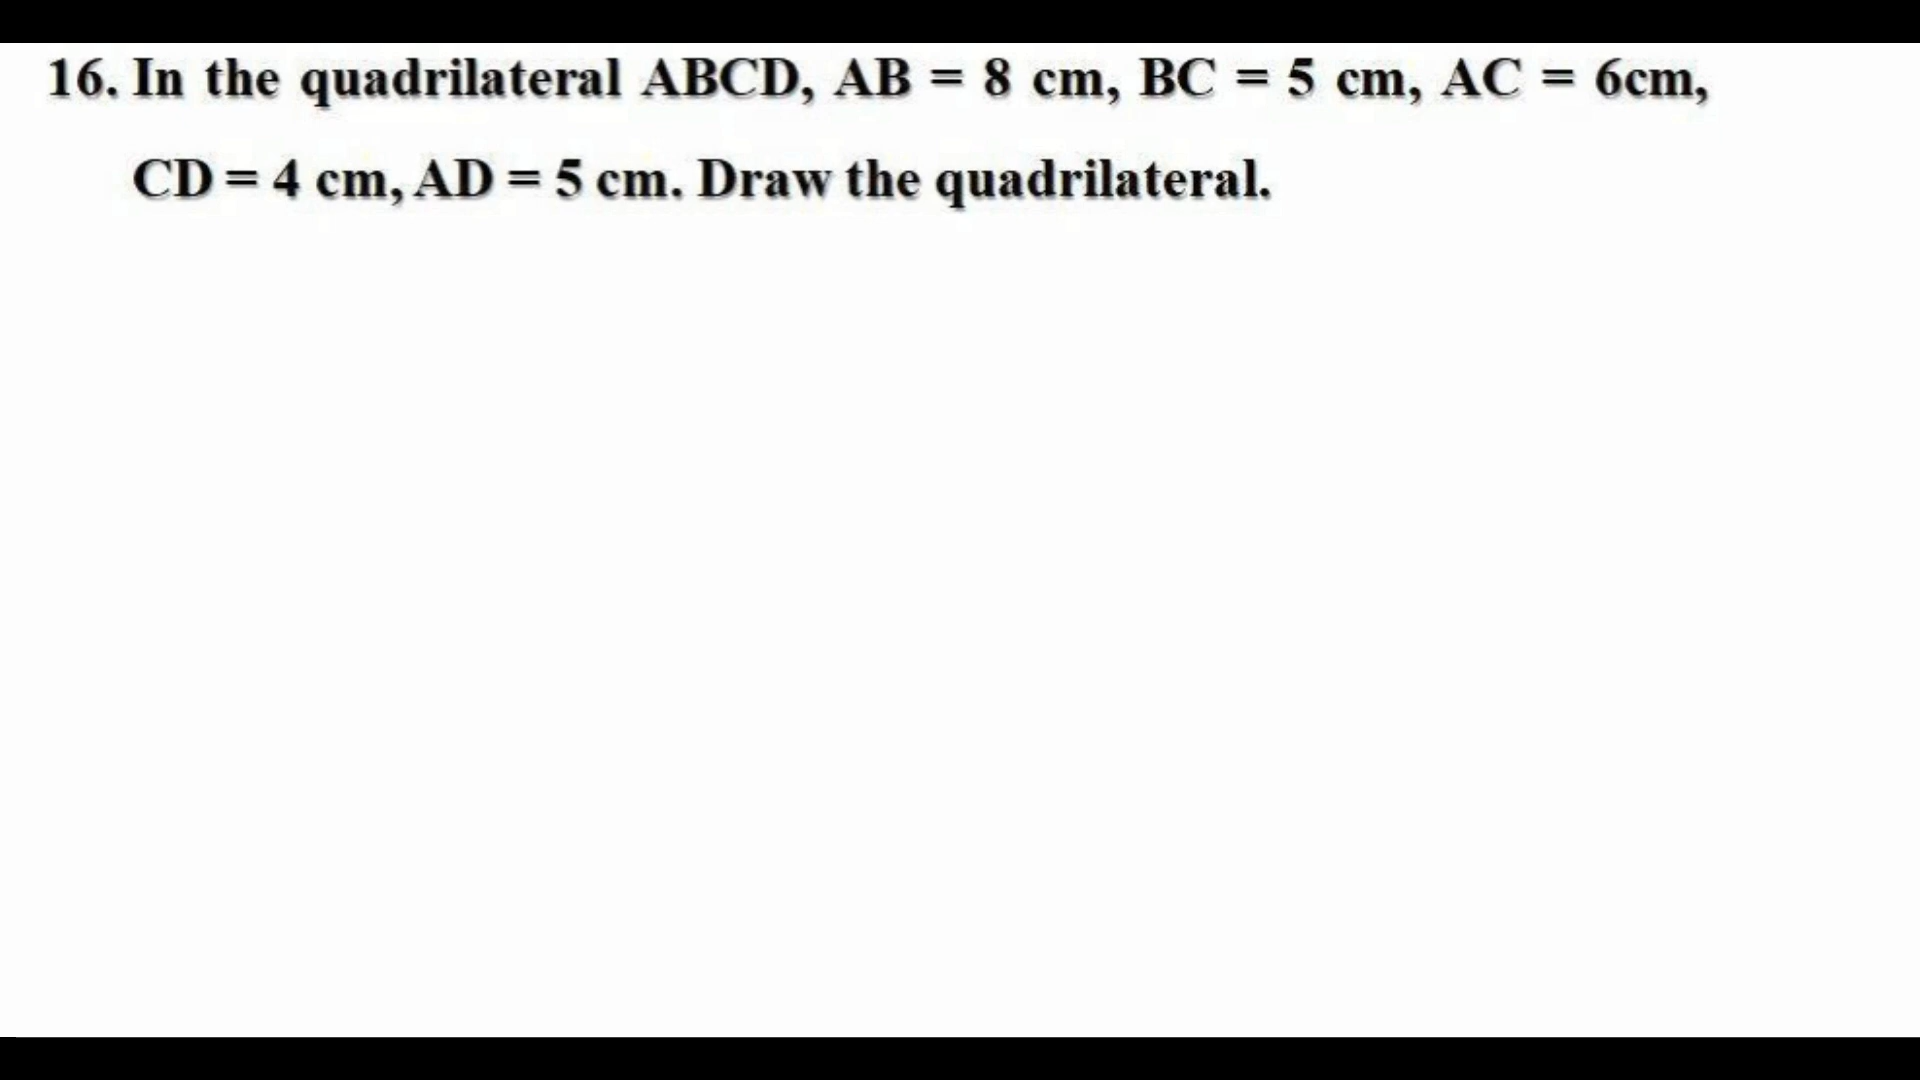 16. In the quadrilateral ABCD, AB = 8 cm, BC = 5 cm, AC = 6cm,
CD = 4 cm, AD = 5 cm. Draw the quadrilateral.